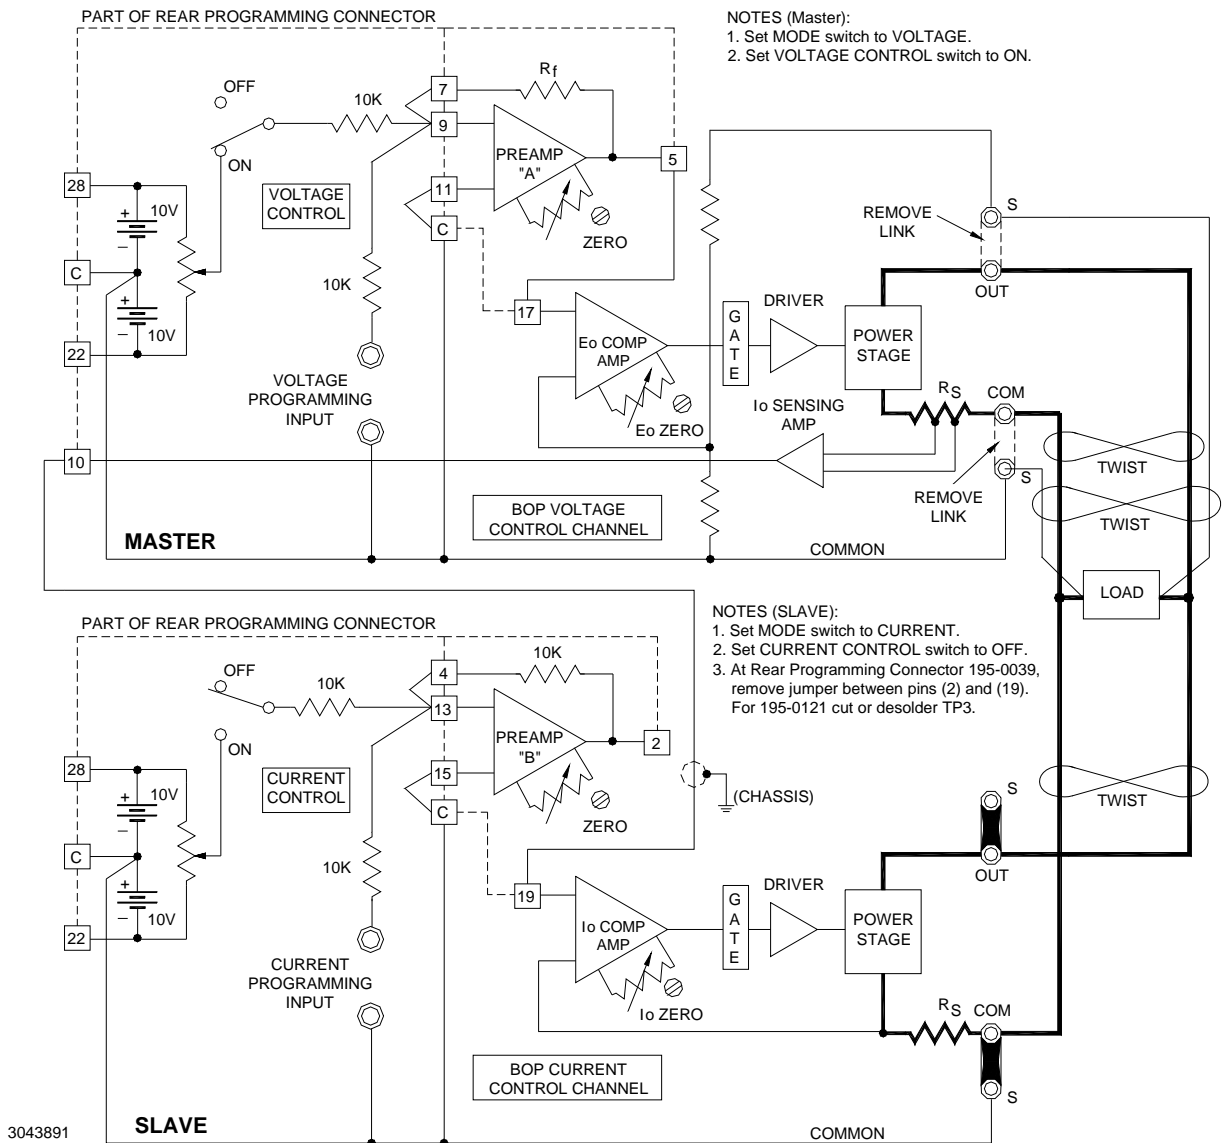 PART OF REAR PROGRAMMING CONNECTOR
NOTES (Master):
1. Set MODE switch to VOLTAGE.
2. Set VOLTAGE CONTROL switch to ON.
OFF
10K
7
Rf
9
PREAMP
"A"
5
ON
28
VOLTAGE
CONTROL
11
C
ZERO
+
10V
–
C
10K
+
10V
–
22
17
S
REMOVE
LINK
OUT
DRIVER
GATE
POWER
STAGE
Eo COMP
AMP
Eo ZERO
VOLTAGE
PROGRAMMING
INPUT
Io SENSING
AMP
RS
COM
10
TWIST
S
REMOVE
LINK
TWIST
BOP VOLTAGE
CONTROL CHANNEL
MASTER
COMMON
LOAD
PART OF REAR PROGRAMMING CONNECTOR
NOTES (SLAVE):
1. Set MODE switch to CURRENT.
2. Set CURRENT CONTROL switch to OFF.
3. At Rear Programming Connector 195-0039,
remove jumper between pins (2) and (19).
For 195-0121 cut or desolder TP3.
OFF
10K
4
10K
13
PREAMP
"B"
2
ON
28
CURRENT
CONTROL
15
C
ZERO
(CHASSIS)
TWIST
+
10V
–
C
10K
+
10V
–
22
19
S
OUT
DRIVER
GATE
POWER
STAGE
Io COMP
AMP
Io ZERO
CURRENT
PROGRAMMING
INPUT
RS
COM
S
BOP CURRENT
CONTROL CHANNEL
3043891
SLAVE
COMMON